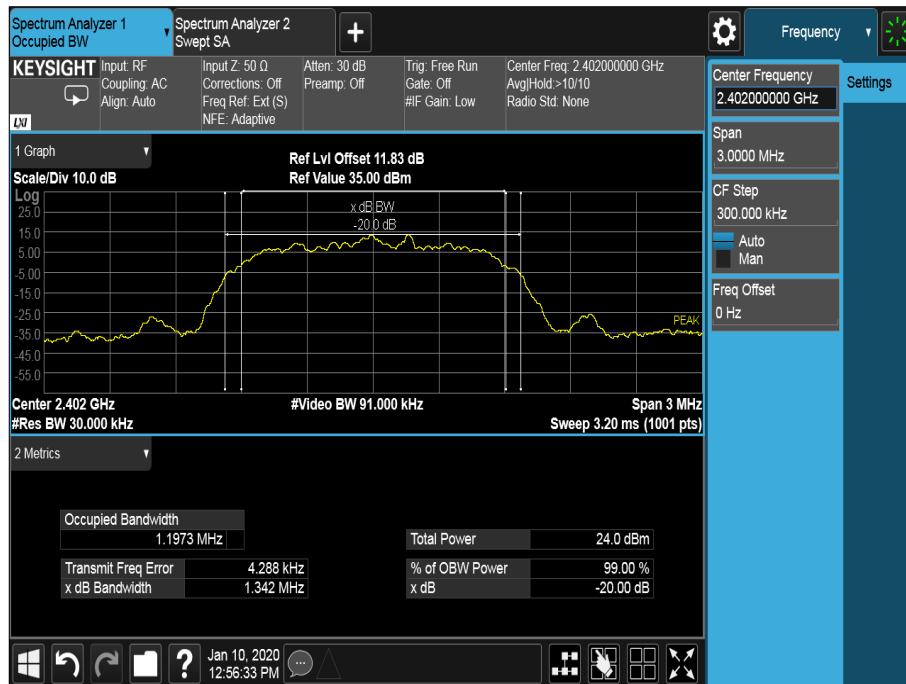 Spectrum Analyzer 1
Occupied BW
Spectrum Analyzer 2
Swept SA
Frequency
KEYSIGHT
LXI
Input: RF
Coupling: AC
Align: Auto
Input Z: 50 Ω
Corrections: Off
Freq Ref: Ext (S)
NFE: Adaptive
Atten: 30 dB
Preamp: Off
Trig: Free Run
Gate: Off
#IF Gain: Low
Center Freq: 2.402000000 GHz
Avg|Hold:>10/10
Radio Std: None
Center Frequency
2.402000000 GHz
Settings
Span
3.0000 MHz
CF Step
300.000 kHz
Auto
Man
Freq Offset
0 Hz
1 Graph
Scale/Div 10.0 dB
Ref Lvl Offset 11.83 dB
Ref Value 35.00 dBm
Log
25.0
15.0
5.00
-5.00
-15.0
-25.0
-35.0
-45.0
-55.0
x dB BW
-20.0 dB
PEAK
Center 2.402 GHz
#Video BW 91.000 kHz
Span 3 MHz
#Res BW 30.000 kHz
Sweep 3.20 ms (1001 pts)
2 Metrics
Occupied Bandwidth
1.1973 MHz
Total Power 24.0 dBm
Transmit Freq Error 4.288 kHz
% of OBW Power 99.00 %
x dB Bandwidth 1.342 MHz
x dB -20.00 dB
?
Jan 10, 2020
12:56:33 PM